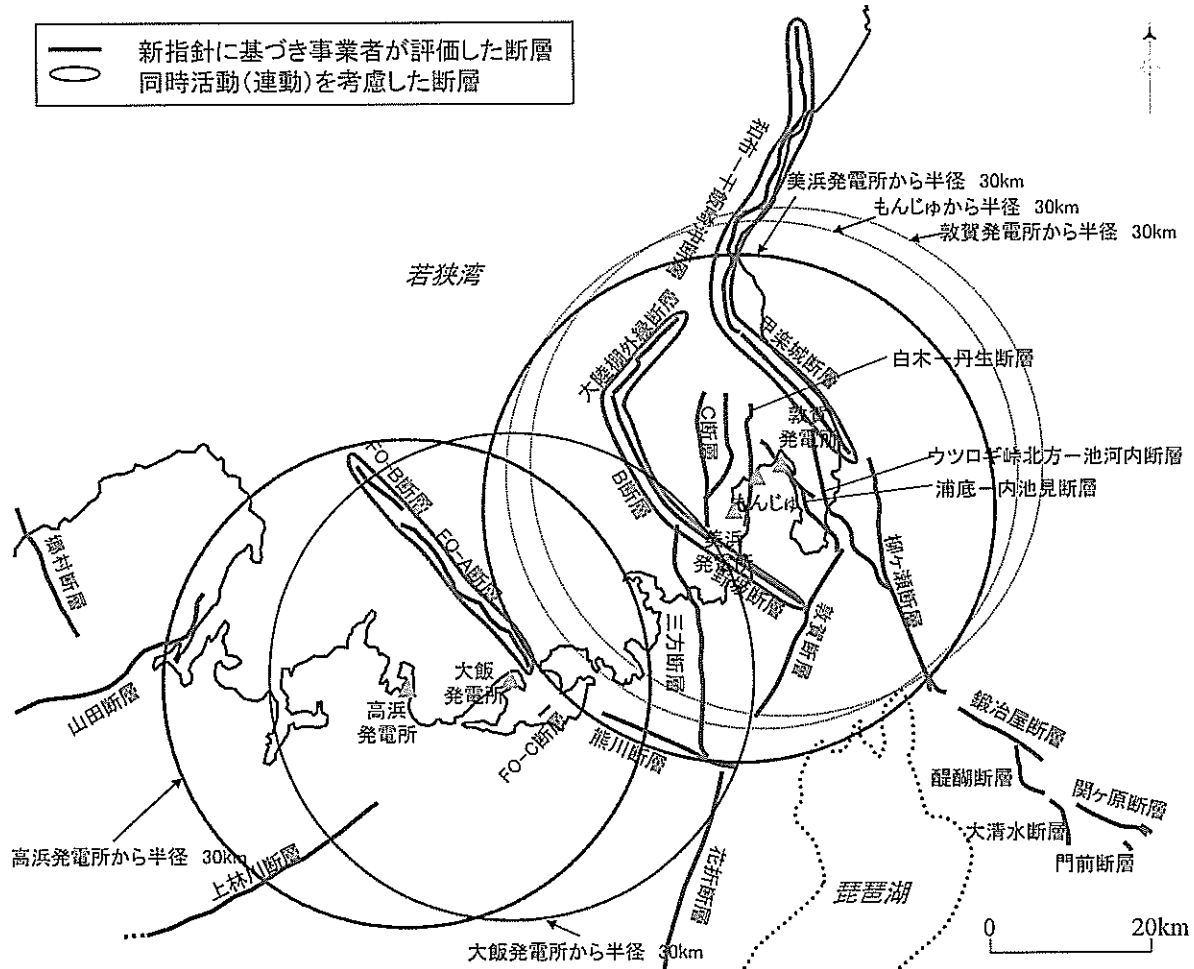 新指針に基づき事業者が評価した断層
同時活動(連動)を考慮した断層
和布－干飯崎沖断層
美浜発電所から半径 30km
もんじゅから半径 30km
敦賀発電所から半径 30km
若狭湾
大陸棚外縁断層
甲楽城断層
白木－丹生断層
C断層
敦賀
発電所
FO-B断層
B断層
ウツロギ峠北方－池河内断層
浦底－内池見断層
もんじゅ
美浜
発電所
野坂断層
FO-A断層
郷村断層
柳ヶ瀬断層
三方断層
敦賀断層
山田断層
大飯
発電所
高浜
発電所
FO-C断層
熊川断層
鍛冶屋断層
醍醐断層
関ヶ原断層
大清水断層
門前断層
高浜発電所から半径 30km
上林川断層
花折断層
琵琶湖
大飯発電所から半径 30km
0 20km